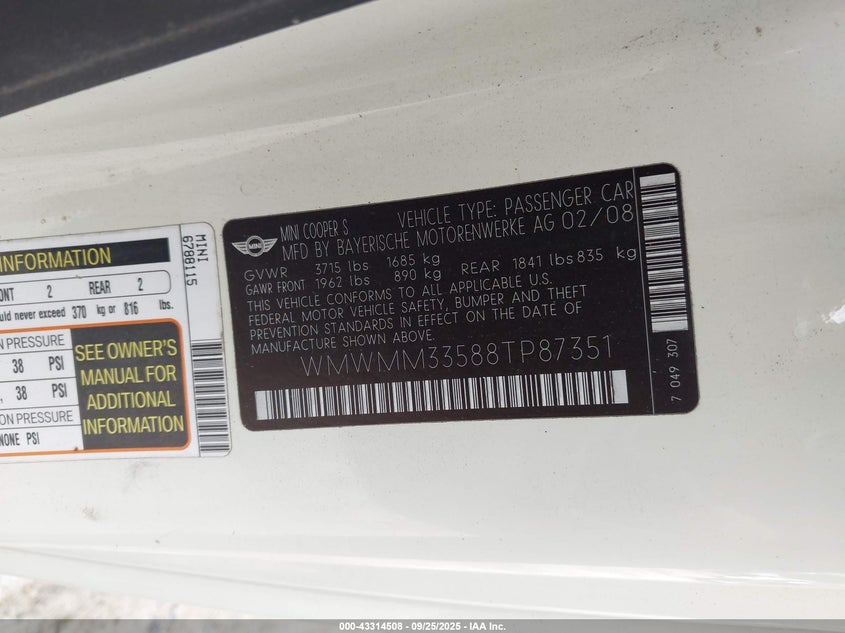 MINI COOPER S VEHICLE TYPE: PASSENGER CAR
MFD BY BAYERISCHE MOTORENWERKE AG 02/08
MINI
GVWR 3715 lbs 1685 kg
GAWR FRONT 1962 lbs 890 kg REAR 1841 lbs 835 kg
THIS VEHICLE CONFORMS TO ALL APPLICABLE U.S.
FEDERAL MOTOR VEHICLE SAFETY, BUMPER AND THEFT
PREVENTION STANDARDS IN EFFECT ON THE DATE OF
MANUFACTURE SHOWN ABOVE.
WMWMM33588TP87351
7 049 307
INFORMATION
2 REAR 2
never exceed 370 kg or 816 lbs.
PRESSURE
38 PSI
, 38 PSI
PRESSURE
NONE PSI
SEE OWNER'S
MANUAL FOR
ADDITIONAL
INFORMATION
MINI
6788115
000-43314508 - 09/25/2025 - IAA Inc.